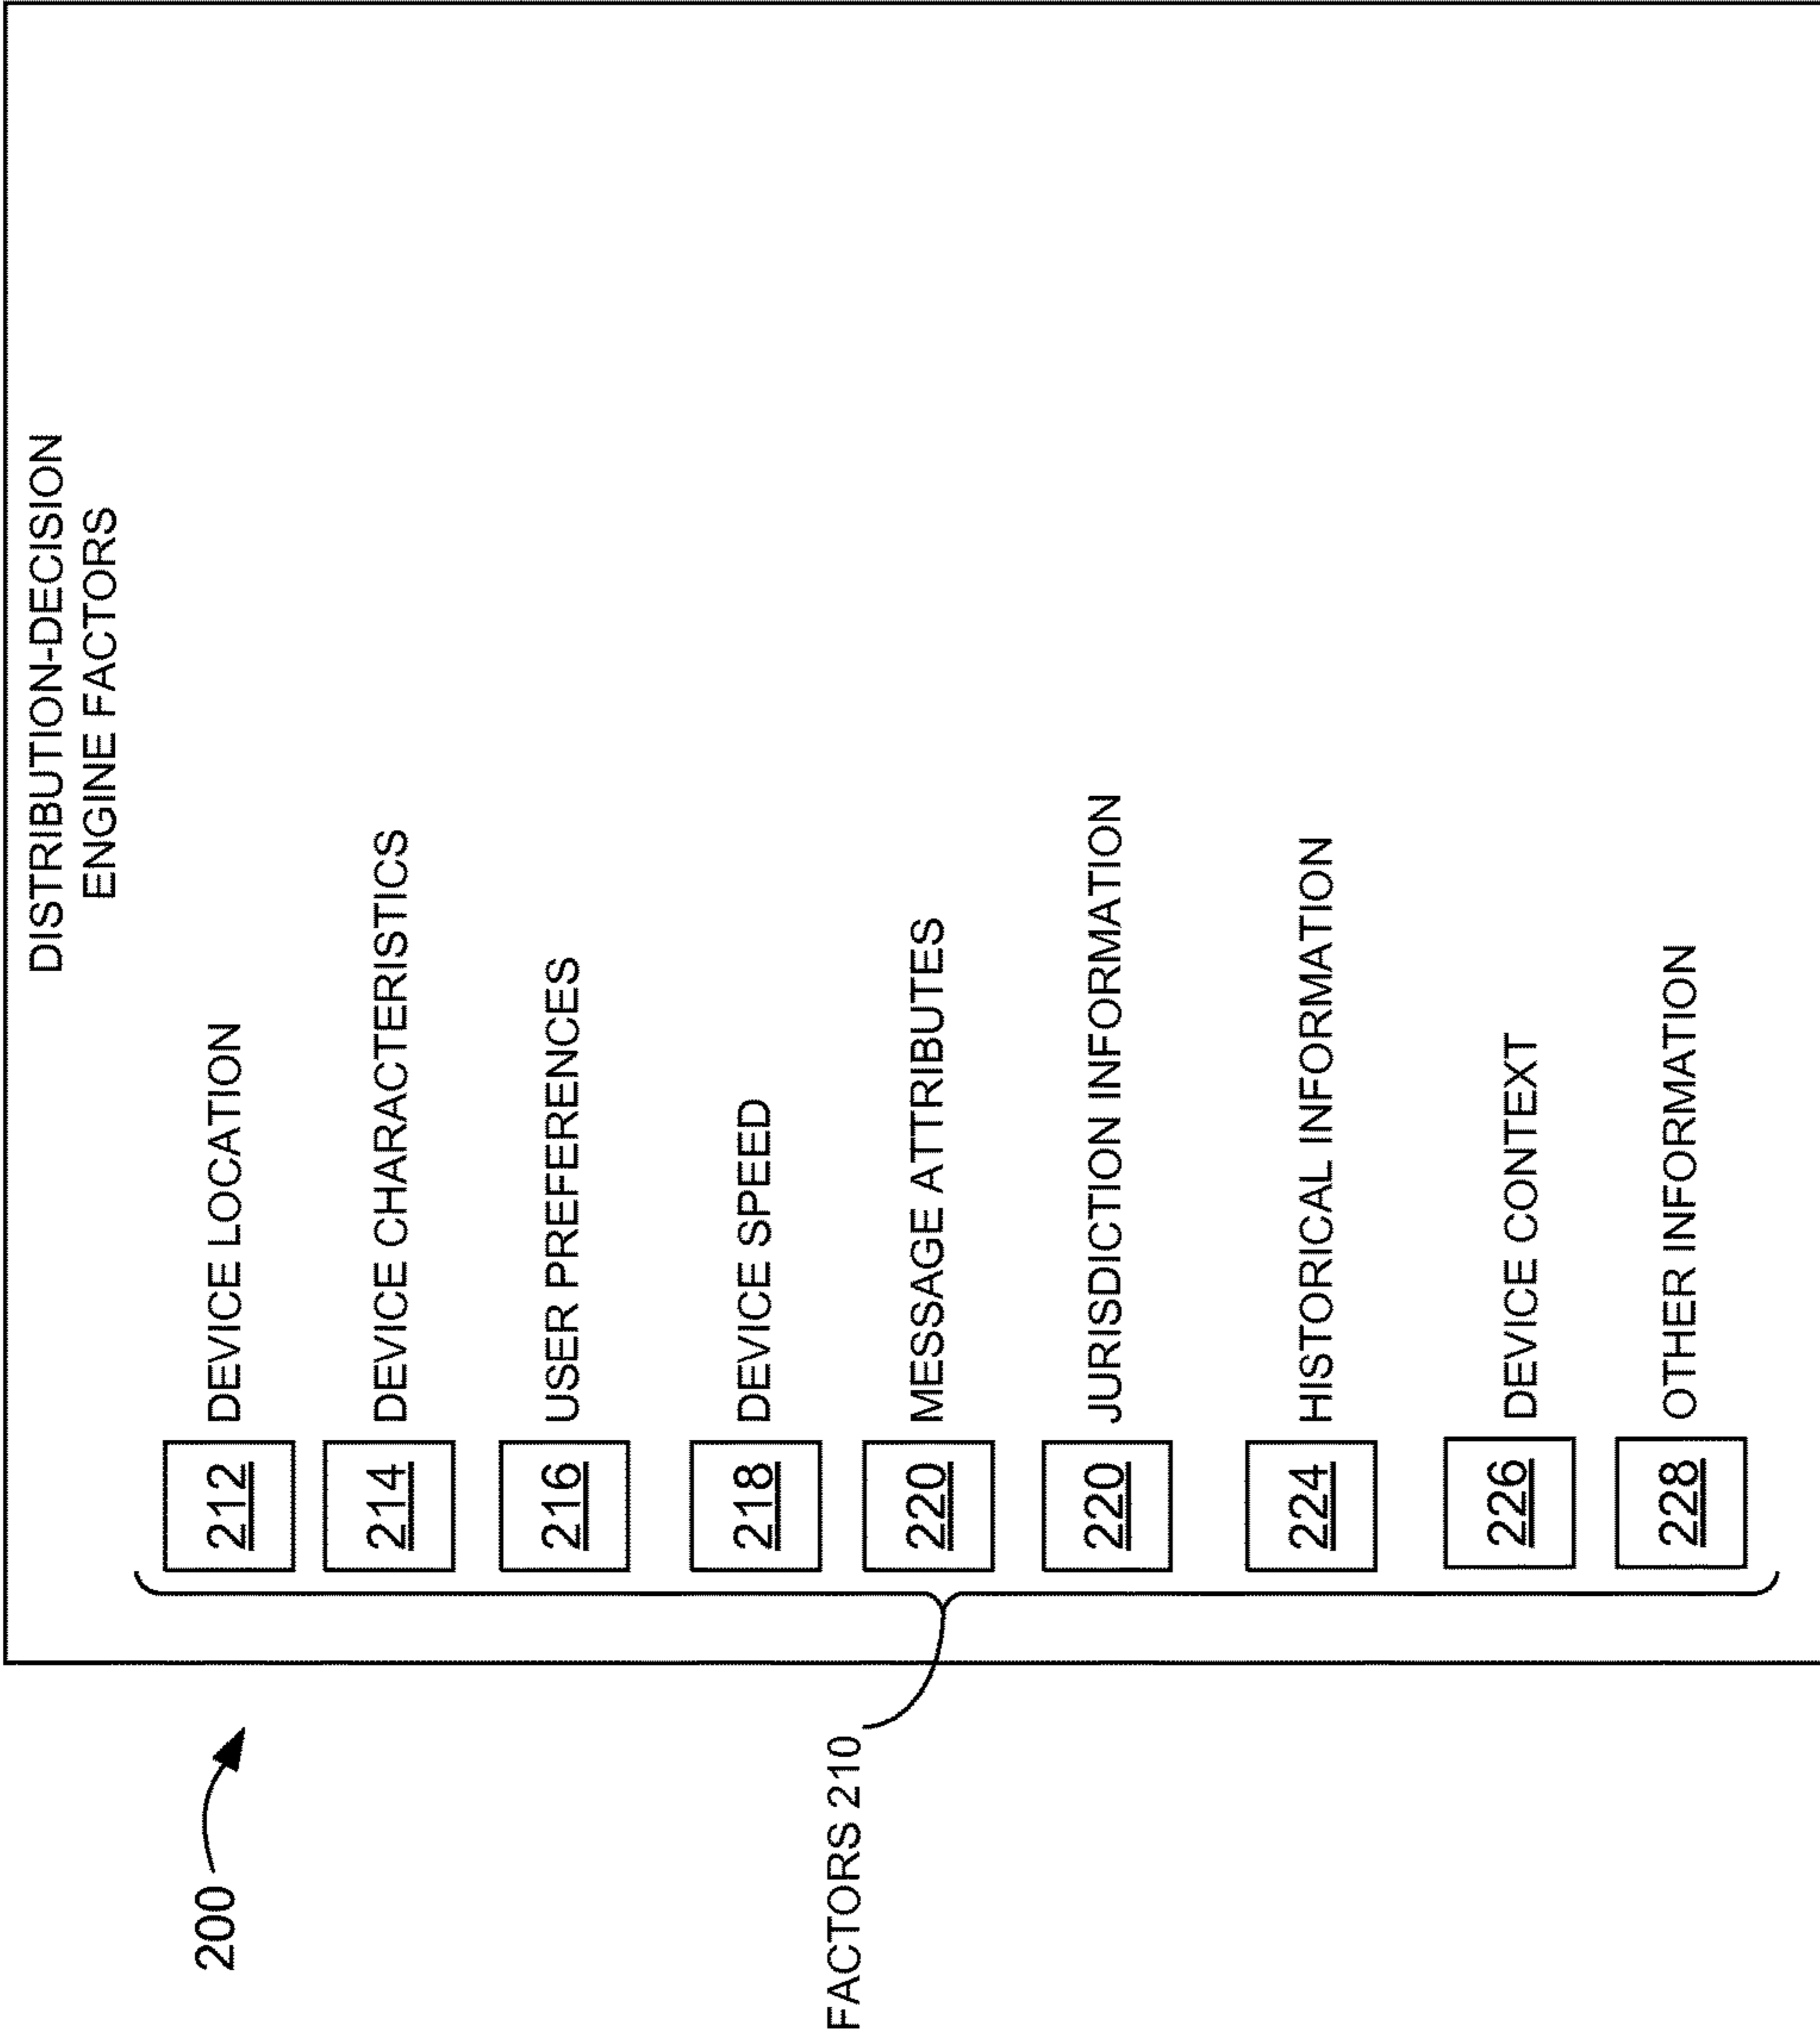 DISTRIBUTION-DECISION
ENGINE FACTORS
200
FACTORS 210
212 DEVICE LOCATION
214 DEVICE CHARACTERISTICS
216 USER PREFERENCES
218 DEVICE SPEED
220 MESSAGE ATTRIBUTES
220 JURISDICTION INFORMATION
224 HISTORICAL INFORMATION
226 DEVICE CONTEXT
228 OTHER INFORMATION